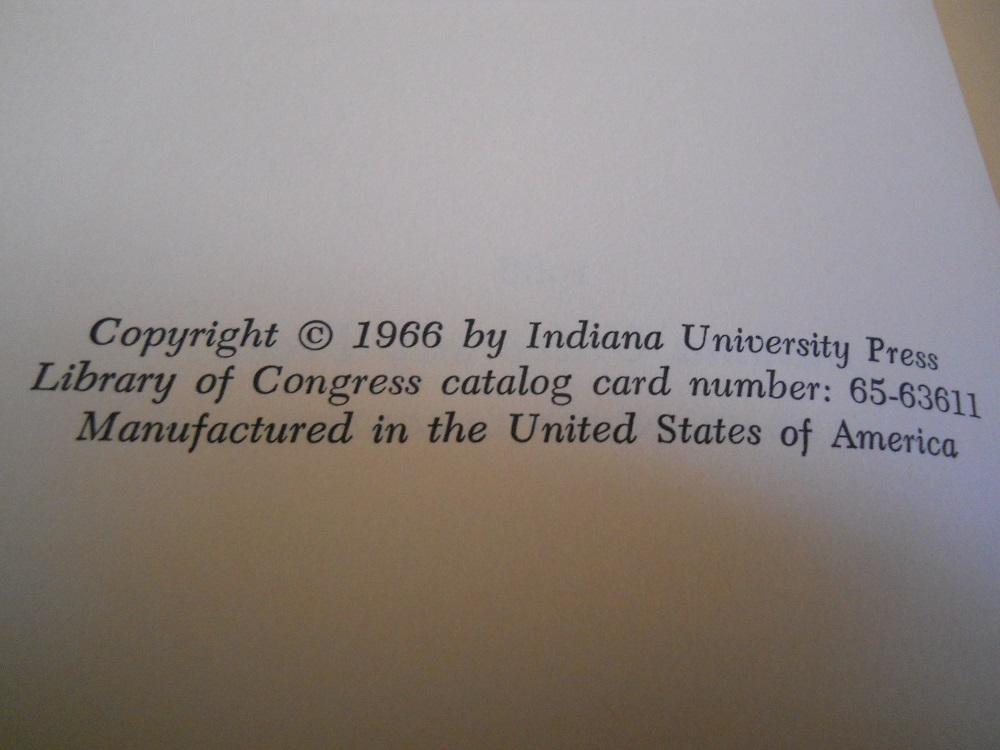 Copyright © 1966 by Indiana University Press
Library of Congress catalog card number: 65-63611
Manufactured in the United States of America